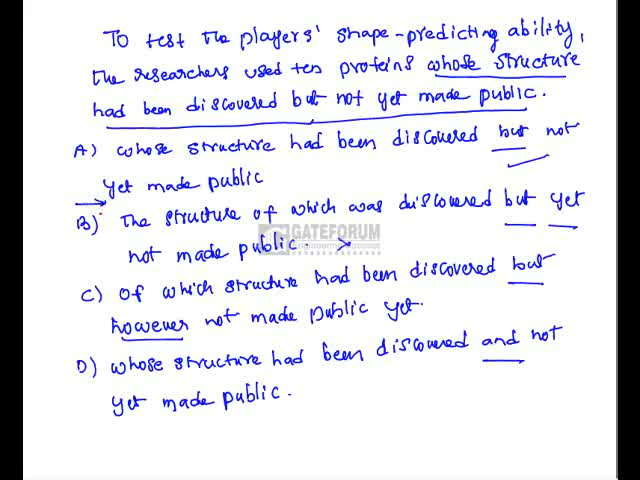 To test the players' shape-predicting ability,
the researchers used ten proteins whose structure
had been discovered but not yet made public.
A) whose structure had been discovered but not
yet made public
B) The structure of which was discovered but yet
not made public.
GATEFORUM
C) Of which structure had been discovered but
however not made public yet.
D) whose structure had been discovered and not
yet made public.